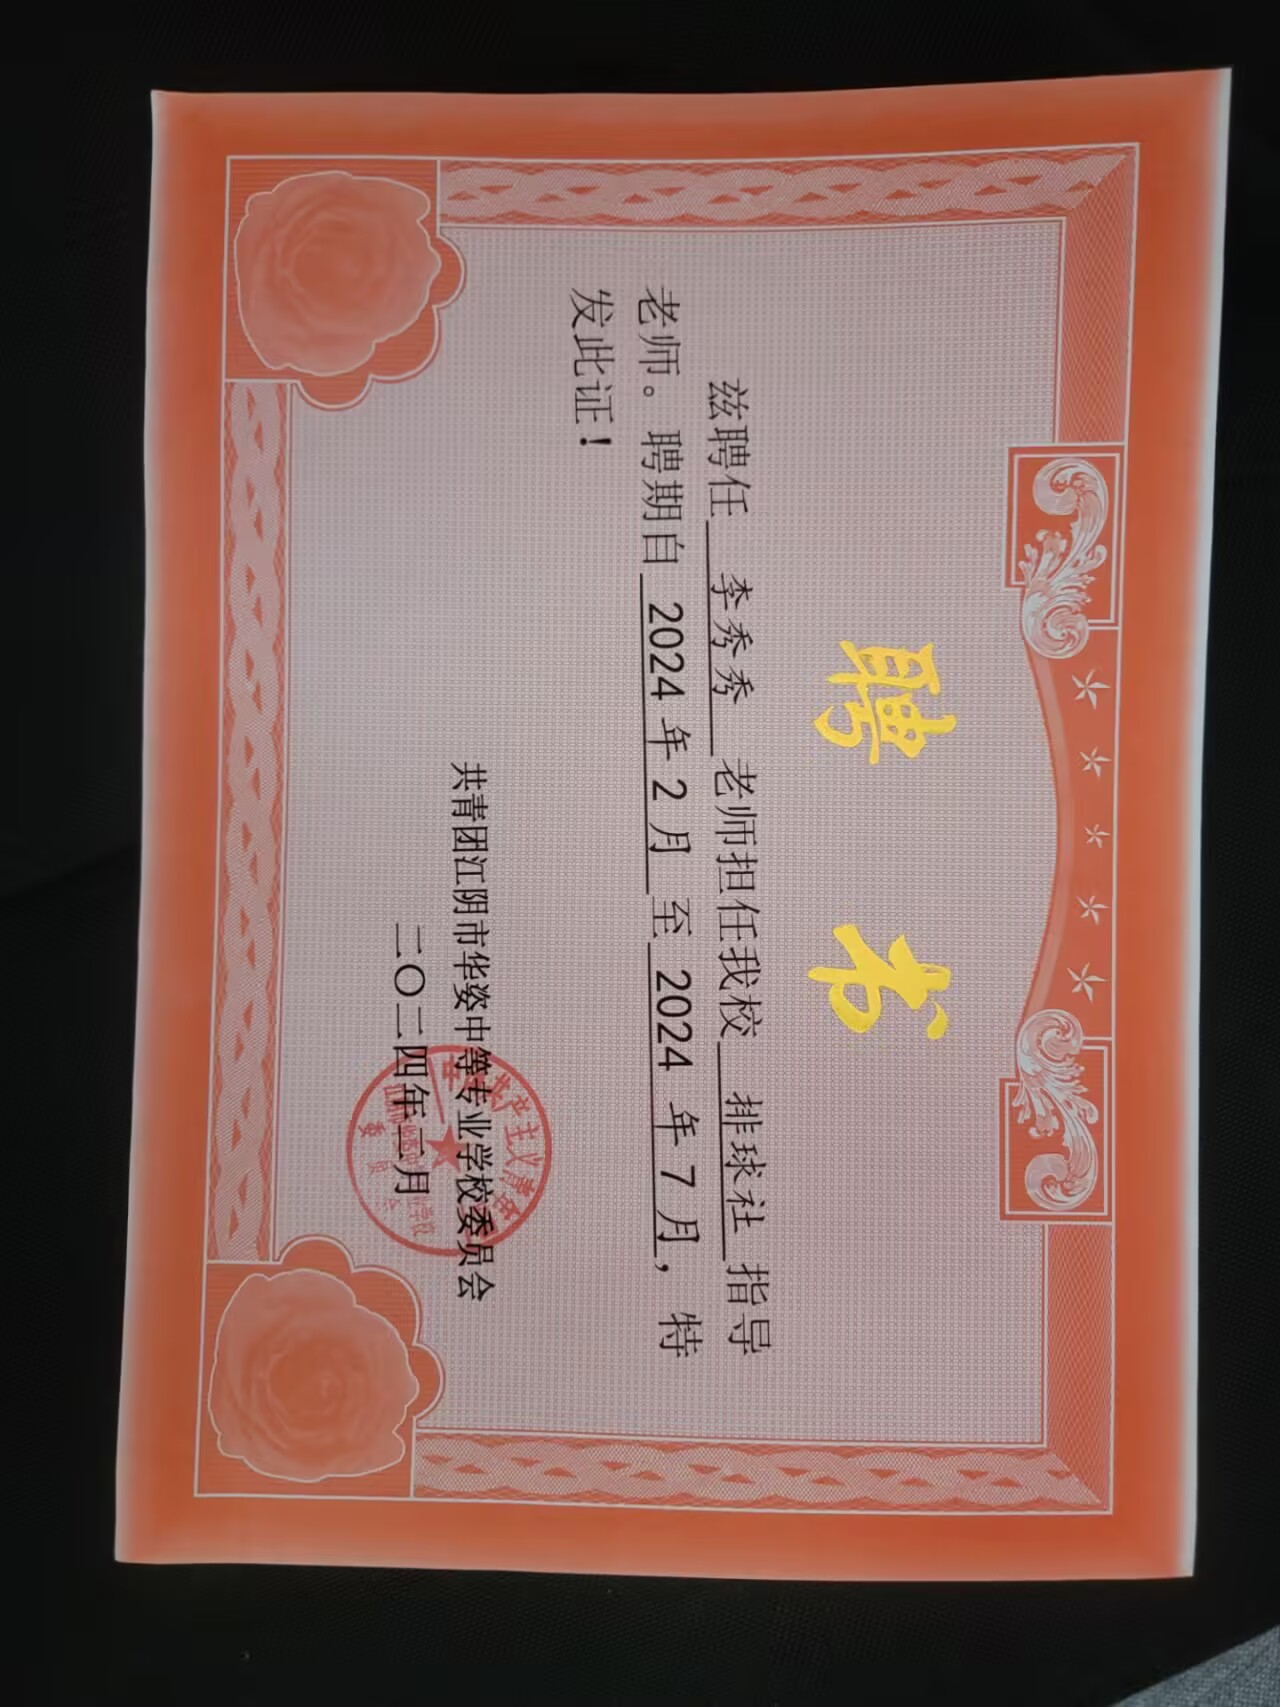 聘书
兹聘任 李秀秀 老师担任我校 排球社 指导
老师。聘期自 2024 年 2 月 至 2024 年 7 月，特
发此证！
共青团江阴市华姿中等专业学校委员会
二〇二四年二月